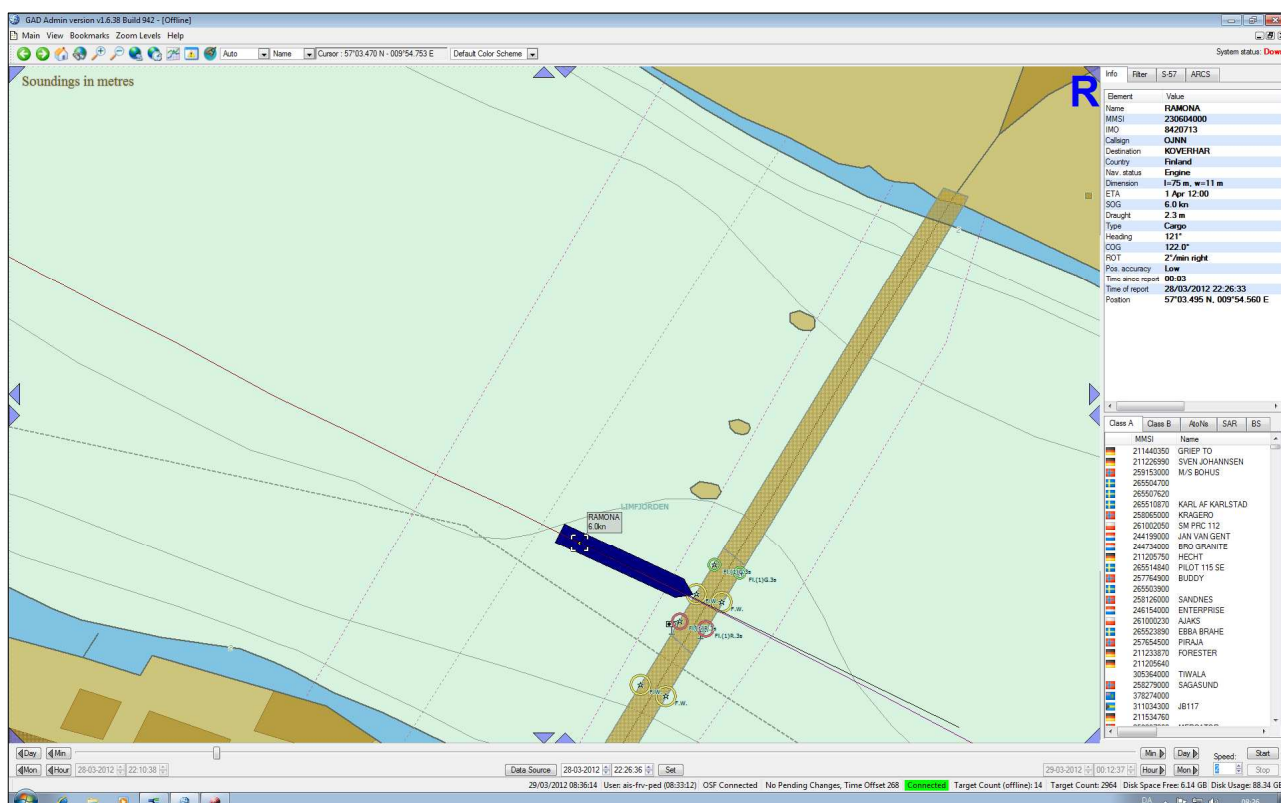 GAD Admin version v1.6.38 Build 942 - [Offline]
Main View Bookmarks Zoom Levels Help
Auto Name Cursor : 57°03.470 N - 009°54.753 E Default Color Scheme System status: Down
Soundings in metres
R
Info Filter S-57 ARCS
Element Value
Name RAMONA
MMSI 230604000
IMO 8420713
Callsign OJNN
Destination KOVERHAR
Country Finland
Nav. status Engine
Dimension l=75 m, w=11 m
ETA 1 Apr 12:00
SOG 6.0 kn
Draught 2.3 m
Type Cargo
Heading 121°
COG 122.0°
ROT 2°/min right
Pos. accuracy Low
Time since report 00:03
Time of report 28/03/2012 22:26:33
Position 57°03.495 N, 009°54.560 E
LIMFJORDEN
RAMONA
6.0kn
Fl.(1)G.3s
F.W.
Fl.(1)R.3s
F.W.
F.W.
Class A Class B AtoNs SAR BS
MMSI Name
211440350 GRIEP TO
211226990 SVEN JOHANNSEN
259153000 M/S BOHUS
265504700
265507620
265510870 KARL AF KARLSTAD
258065000 KRAGERO
261002050 SM PRC 112
244199000 JAN VAN GENT
244734000 BRO GRANITE
211205750 HECHT
265514840 PILOT 115 SE
257764900 BUDDY
265503900
258126000 SANDNES
246154000 ENTERPRISE
261000230 AJAKS
265523890 EBBA BRAHE
257654500 PIRAJA
211233870 FORESTER
211205640
305364000 TIWALA
258279000 SAGASUND
378274000
311034300 JB117
211534760
Day Min Min Day Speed: Start
Mon Hour 28-03-2012 22:10:38 Data Source 28-03-2012 22:26:36 Set 29-03-2012 00:12:37 Hour Mon Stop
29/03/2012 08:36:14 User: ais-frv-ped (08:33:12) OSF Connected No Pending Changes, Time Offset 268 Connected Target Count (offline): 14 Target Count: 2964 Disk Space Free: 6.14 GB Disk Usage: 88.34
DA 08:36